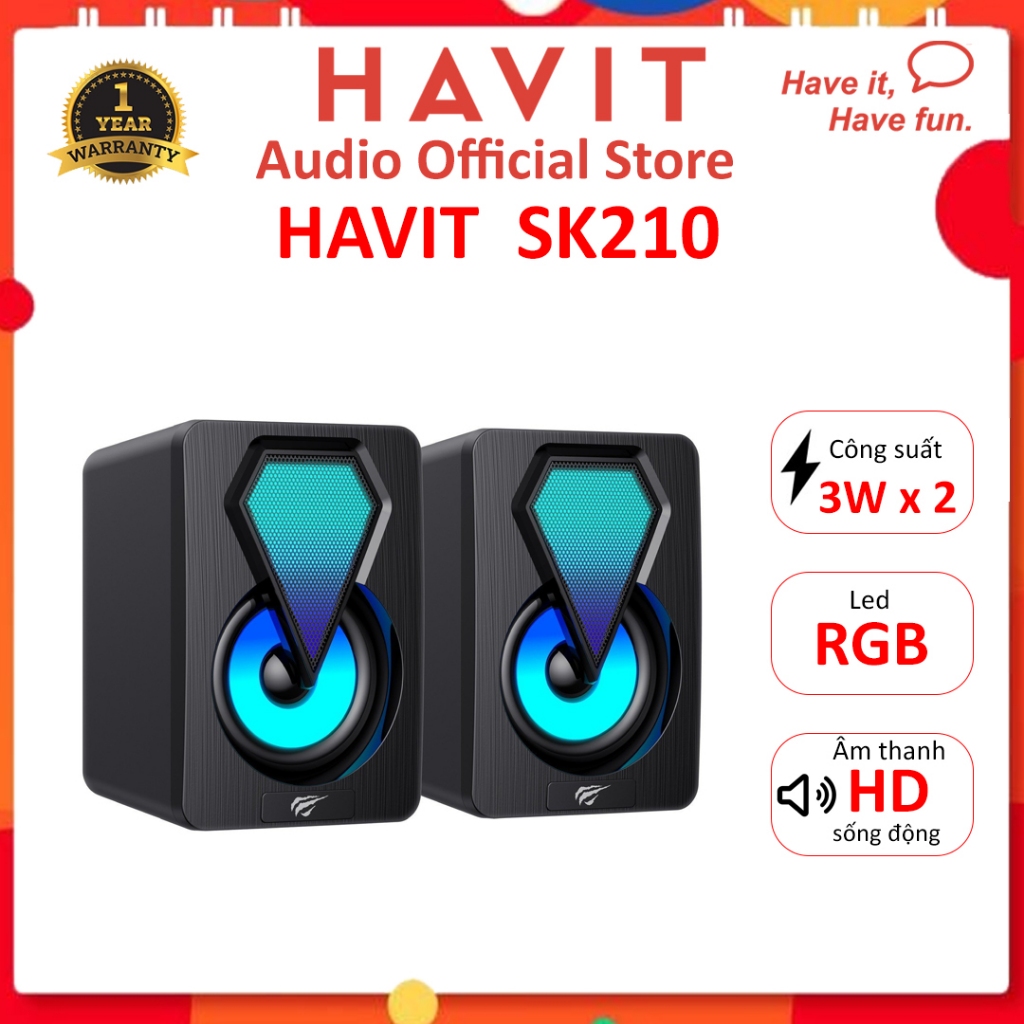 HAVIT
Have it,
Have fun.
1
YEAR
WARRANTY
Audio Official Store
HAVIT SK210
Công suất
3W x 2
Led
RGB
Âm thanh
HD
sống động